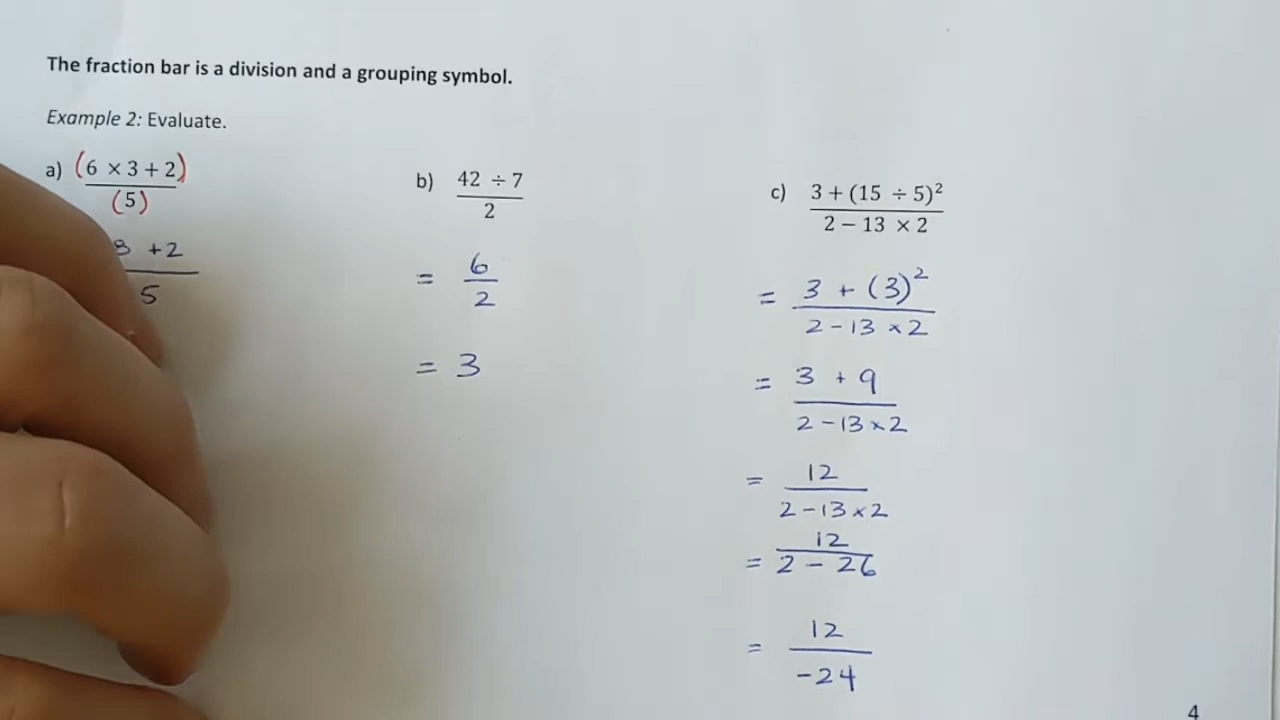 The fraction bar is a division and a grouping symbol.
Example 2: Evaluate.
a) (6 × 3 + 2)
(5)
8 + 2
5
b) 42 ÷ 7
2
= 6
2
= 3
c) 3 + (15 ÷ 5)²
2 − 13 × 2
= 3 + (3)²
2 − 13 × 2
= 3 + 9
2 − 13 × 2
= 12
2 − 13 × 2
= 12
2 − 26
= 12
−24
4